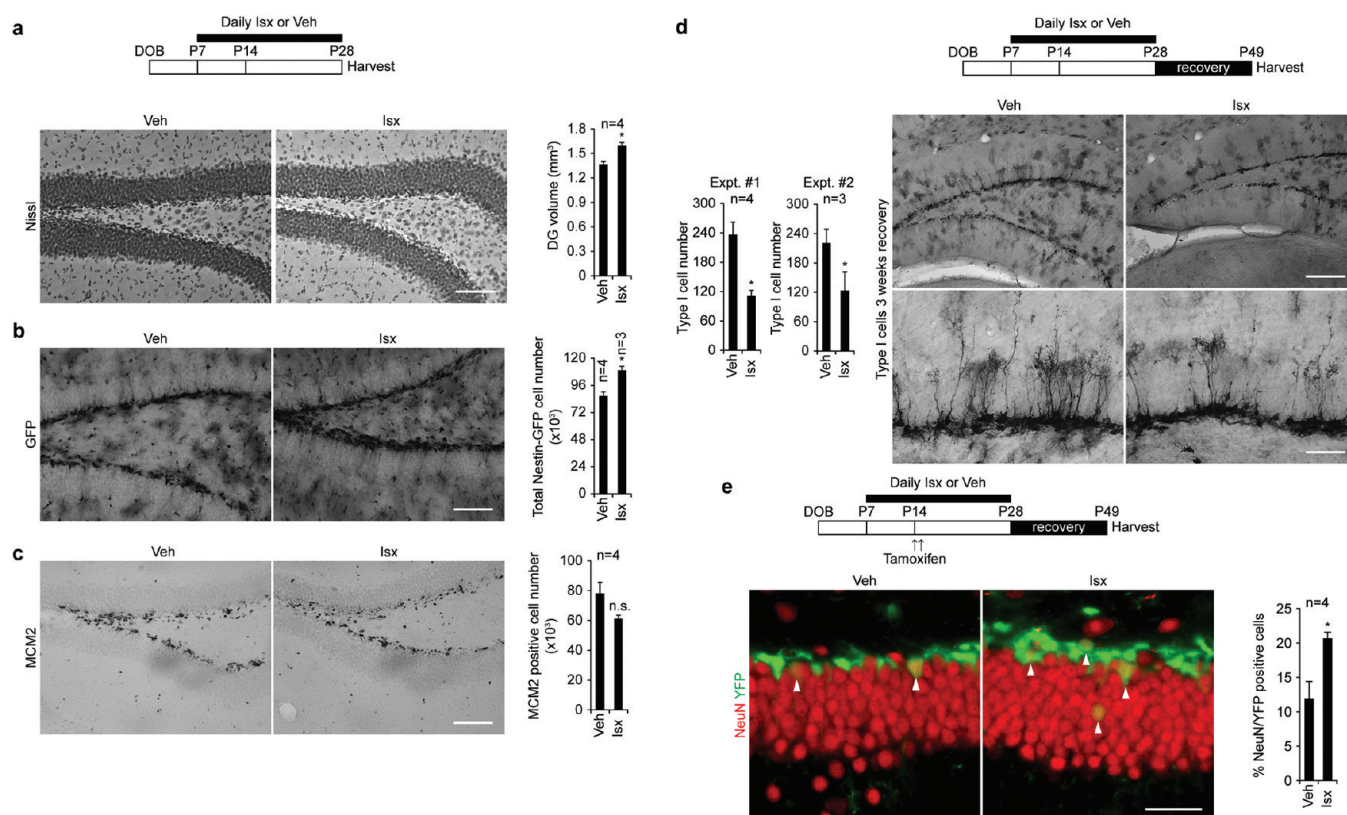 a
Daily Isx or Veh
DOB P7 P14 P28
Harvest
Veh Isx
Nissl
n=4
*
DG volume (mm³)
1.8
1.5
1.2
0.9
0.6
0.3
0
Veh Isx
b
Veh Isx
GFP
n=4 *n=3
Total Nestin-GFP cell number
(x10³)
120
96
72
48
24
0
Veh Isx
c
Veh Isx
MCM2
n=4
n.s.
MCM2 positive cell number
(x10³)
100
80
60
40
20
0
Veh Isx
d
Daily Isx or Veh
DOB P7 P14 P28 P49
recovery Harvest
Veh Isx
Expt. #1
n=4
Type I cell number
300
240
180
120
60
0
*
Veh Isx
Expt. #2
n=3
Type I cell number
300
240
180
120
60
0
*
Veh Isx
Type I cells 3 weeks recovery
e
Daily Isx or Veh
DOB P7 P14 P28 P49
recovery Harvest
↑↑
Tamoxifen
Veh Isx
NeuN YFP
n=4
*
% NeuN/YFP positive cells
25
20
15
10
5
0
Veh Isx